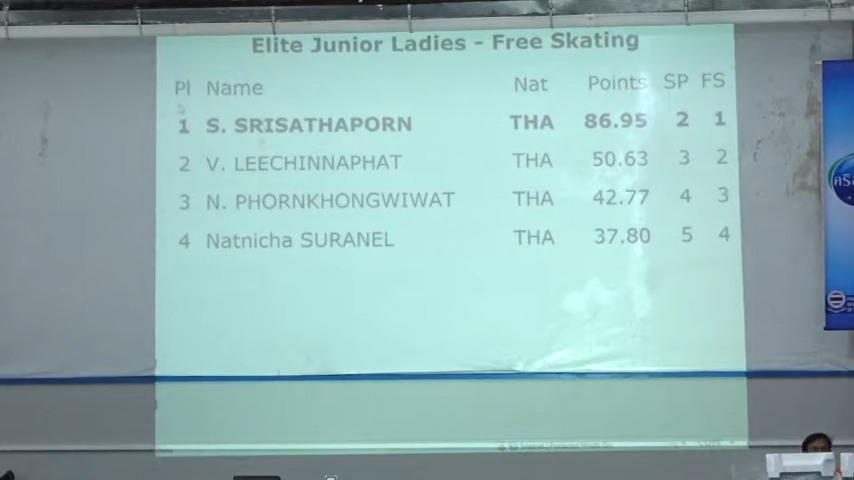 Elite Junior Ladies - Free Skating
Pl Name Nat Points SP FS
1 S. SRISATHAPORN THA 86.95 2 1
2 V. LEECHINNAPHAT THA 50.63 3 2
3 N. PHORNKHONGWIWAT THA 42.77 4 3
4 Natnicha SURANEL THA 37.80 5 4